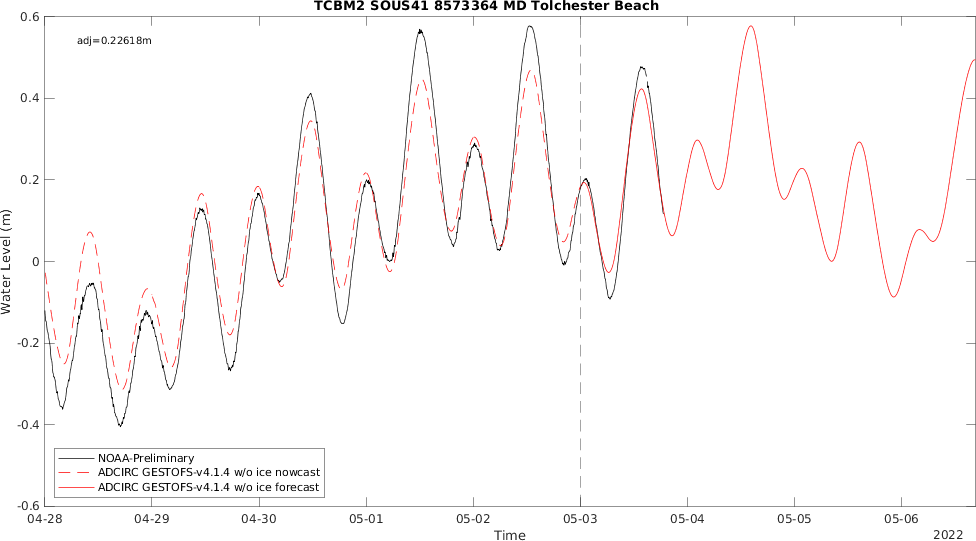 TCBM2 SOUS41 8573364 MD Tolchester Beach
adj=0.22618m
0.6
0.4
0.2
0
-0.2
-0.4
-0.6
Water Level (m)
NOAA-Preliminary
ADCIRC GESTOFS-v4.1.4 w/o ice nowcast
ADCIRC GESTOFS-v4.1.4 w/o ice forecast
04-28 04-29 04-30 05-01 05-02 05-03 05-04 05-05 05-06
Time
2022